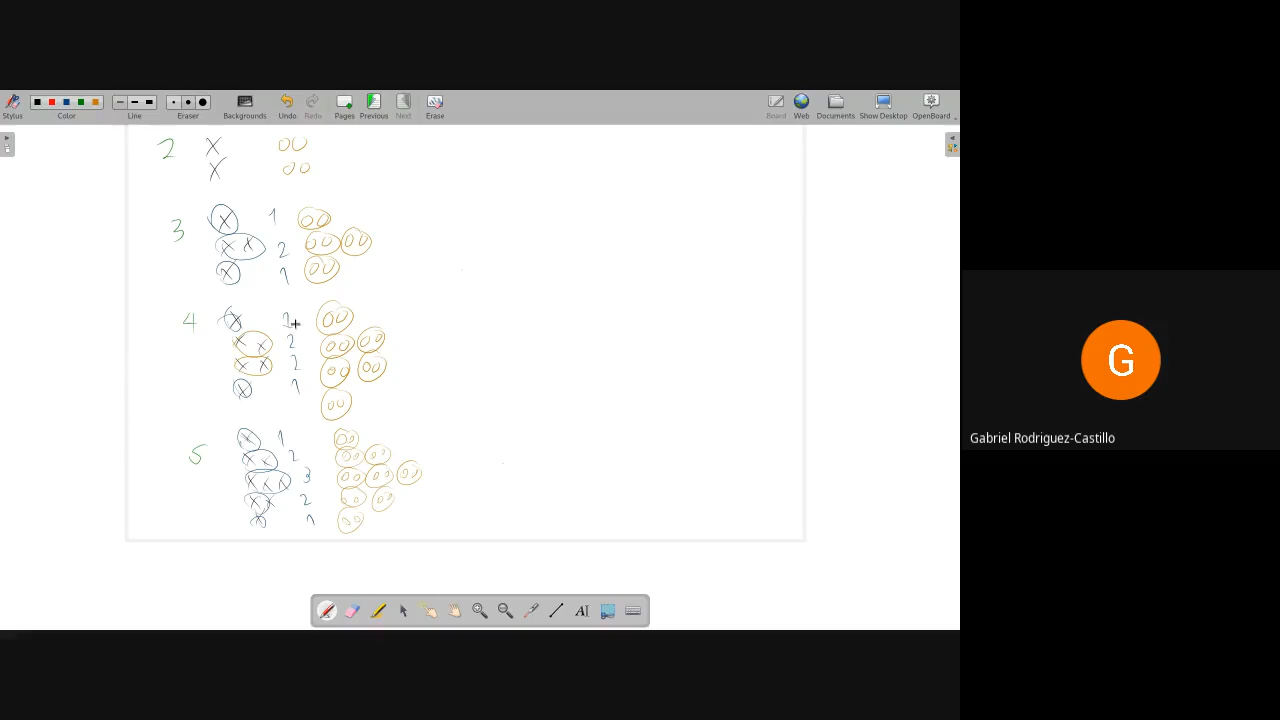 Stylus Color Line Eraser Backgrounds Undo Redo Pages Previous Next Erase Board Web Documents Show Desktop OpenBoard
2 X OO
X OO
3 X 1 OO
X X 2 OO OO
X 1 OO
4 X 1 OO
X X 2 OO OO
X X 2 OO OO
X 1 OO
5 X 1 OO
X X 2 OO OO
X X X 3 OO OO OO
X X 2 OO OO
X 1 OO
AI
G
Gabriel Rodriguez-Castillo